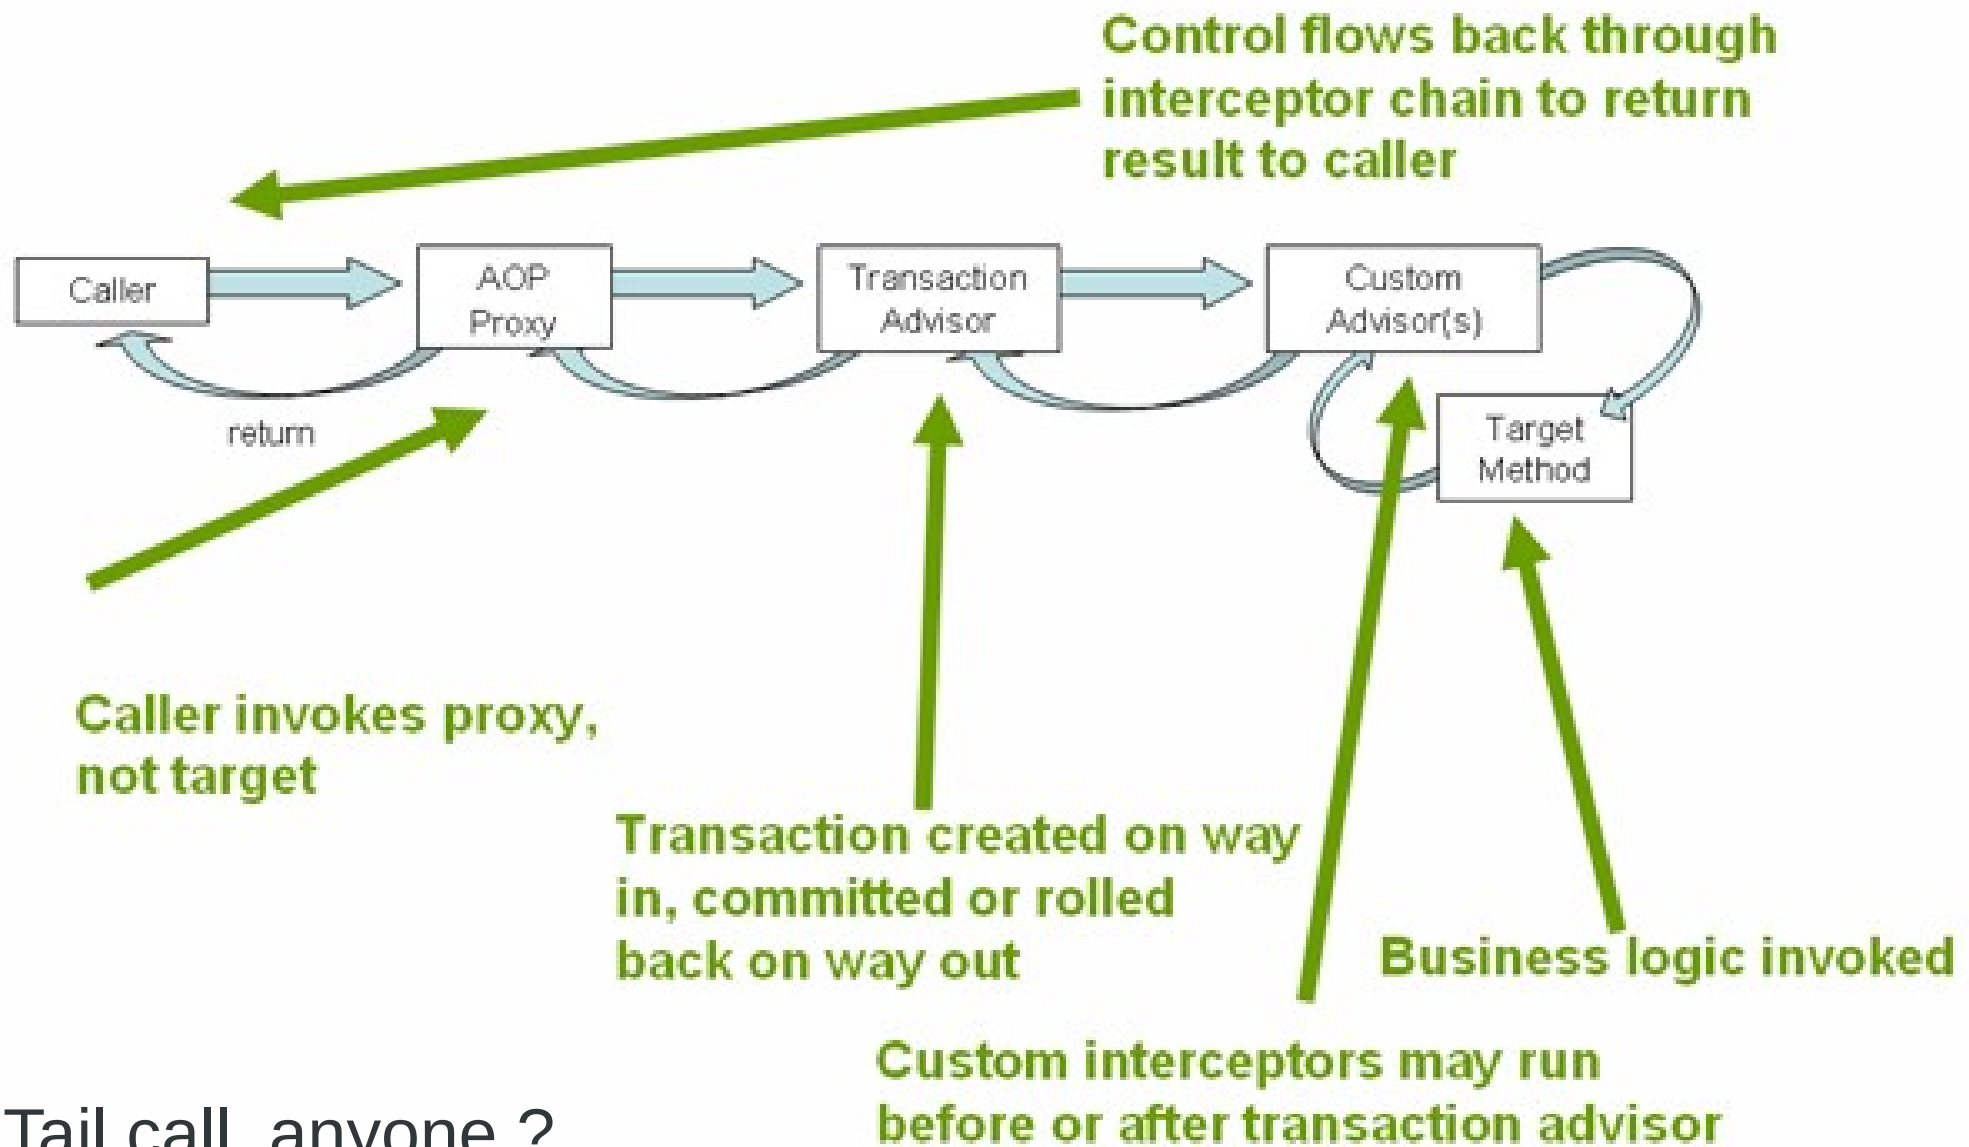 Control flows back through
interceptor chain to return
result to caller
Caller
AOP
Proxy
Transaction
Advisor
Custom
Advisor(s)
return
Target
Method
Caller invokes proxy,
not target
Transaction created on way
in, committed or rolled
back on way out
Business logic invoked
Custom interceptors may run
before or after transaction advisor
Tail call, anyone ?